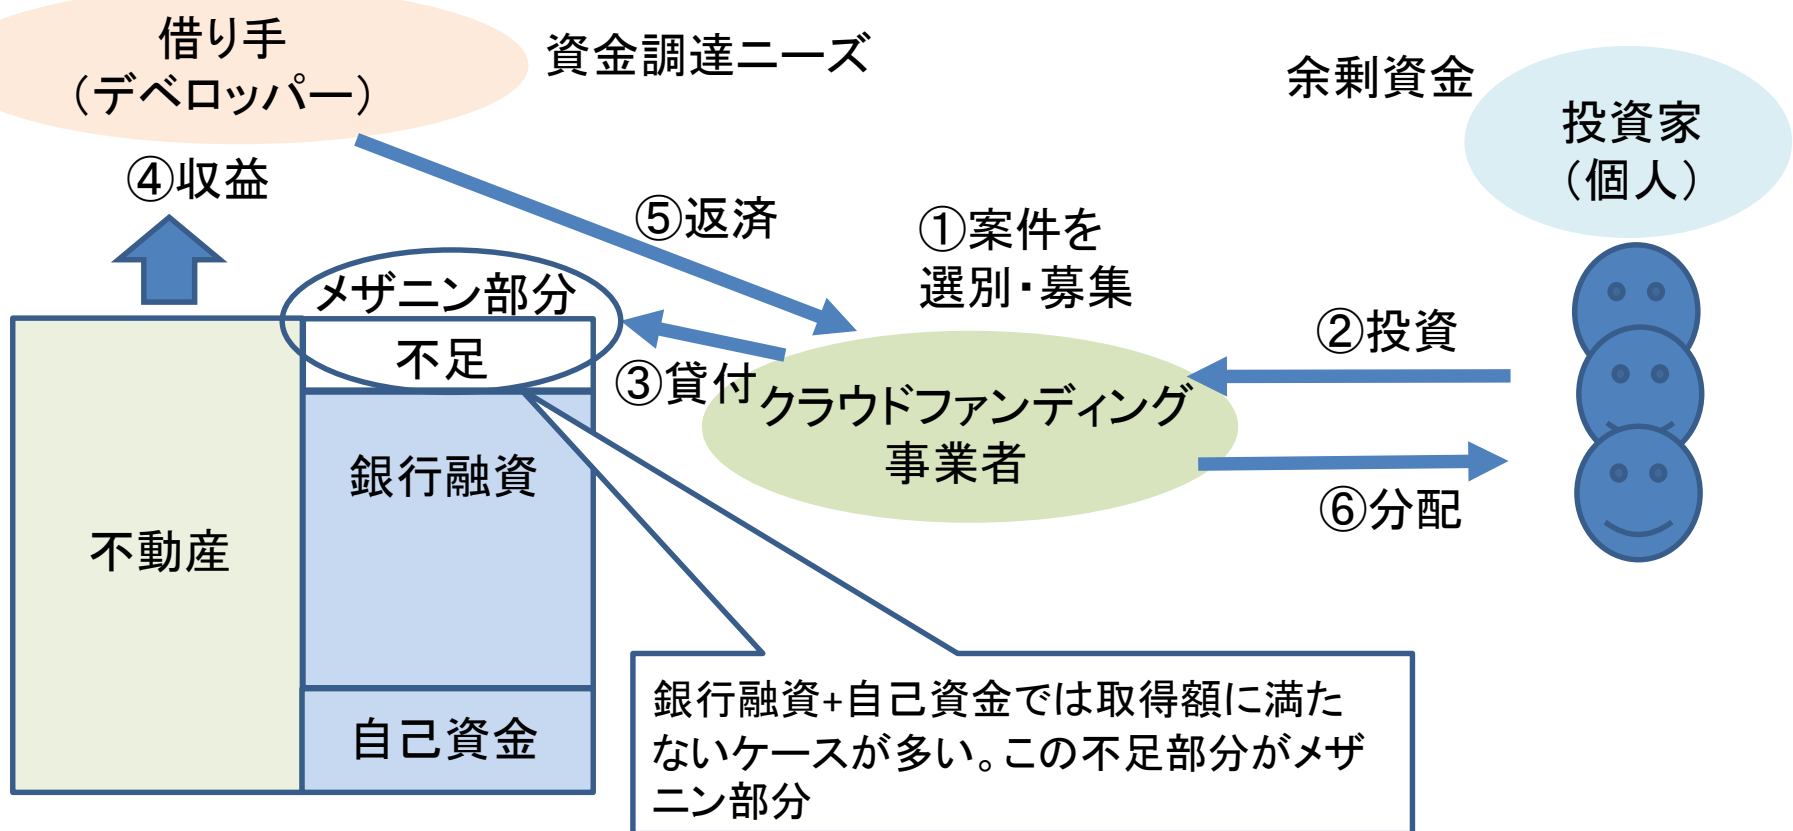 借り手
（デベロッパー）
資金調達ニーズ
余剰資金
投資家
（個人）
④収益
⑤返済
①案件を
選別・募集
メザニン部分
不足
③貸付
②投資
クラウドファンディング
事業者
銀行融資
⑥分配
不動産
自己資金
銀行融資+自己資金では取得額に満た
ないケースが多い。この不足部分がメザ
ニン部分